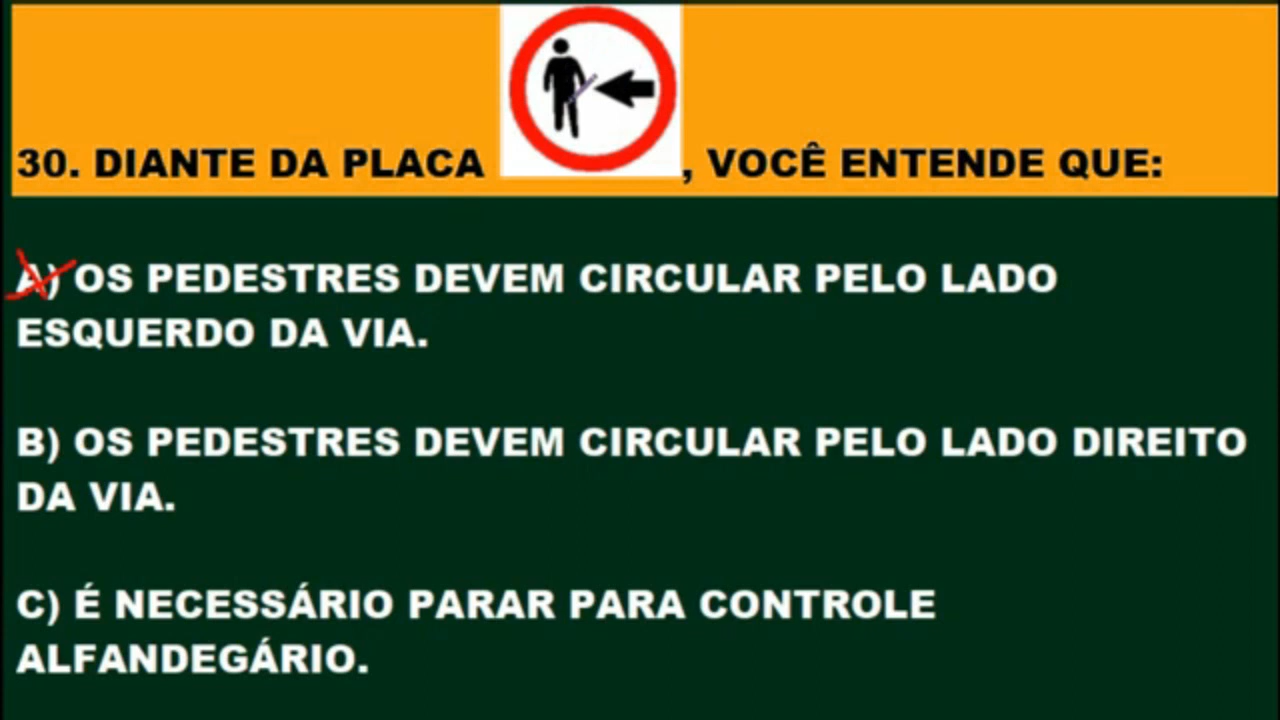 30. DIANTE DA PLACA , VOCÊ ENTENDE QUE:
A) OS PEDESTRES DEVEM CIRCULAR PELO LADO
ESQUERDO DA VIA.
B) OS PEDESTRES DEVEM CIRCULAR PELO LADO DIREITO
DA VIA.
C) É NECESSÁRIO PARAR PARA CONTROLE
ALFANDEGÁRIO.